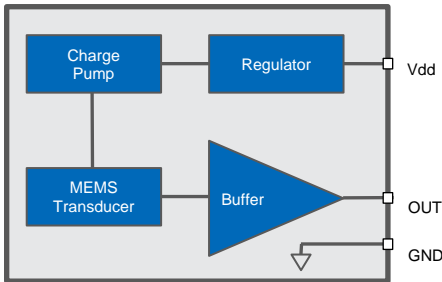 Charge
Pump
Regulator
Vdd
MEMS
Transducer
Buffer
OUT
GND